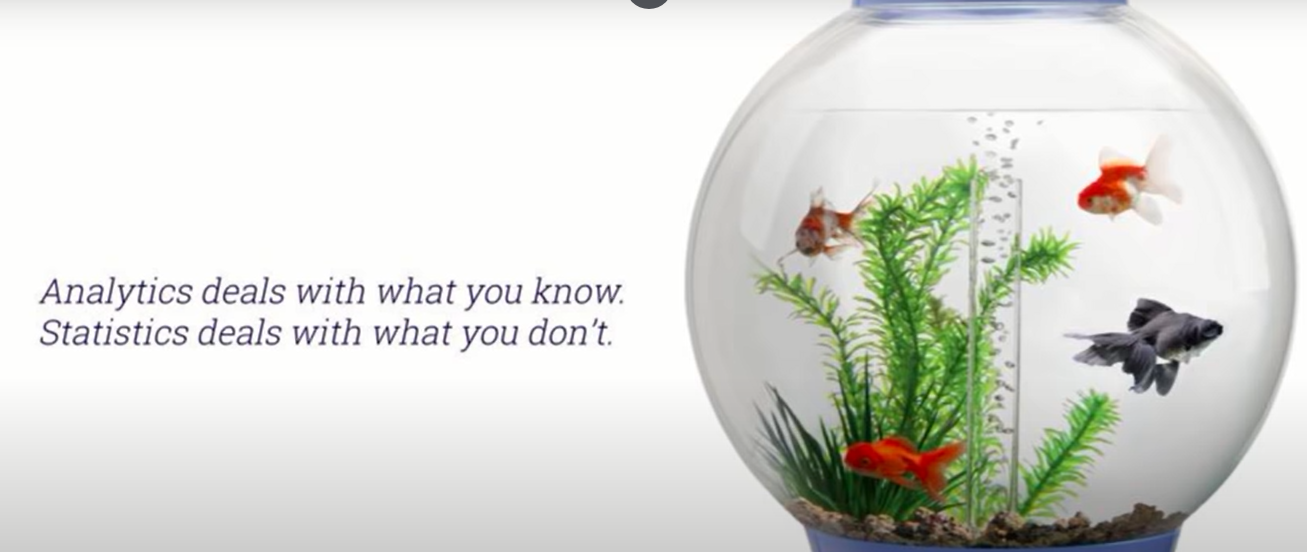 Analytics deals with what you know.
Statistics deals with what you don't.